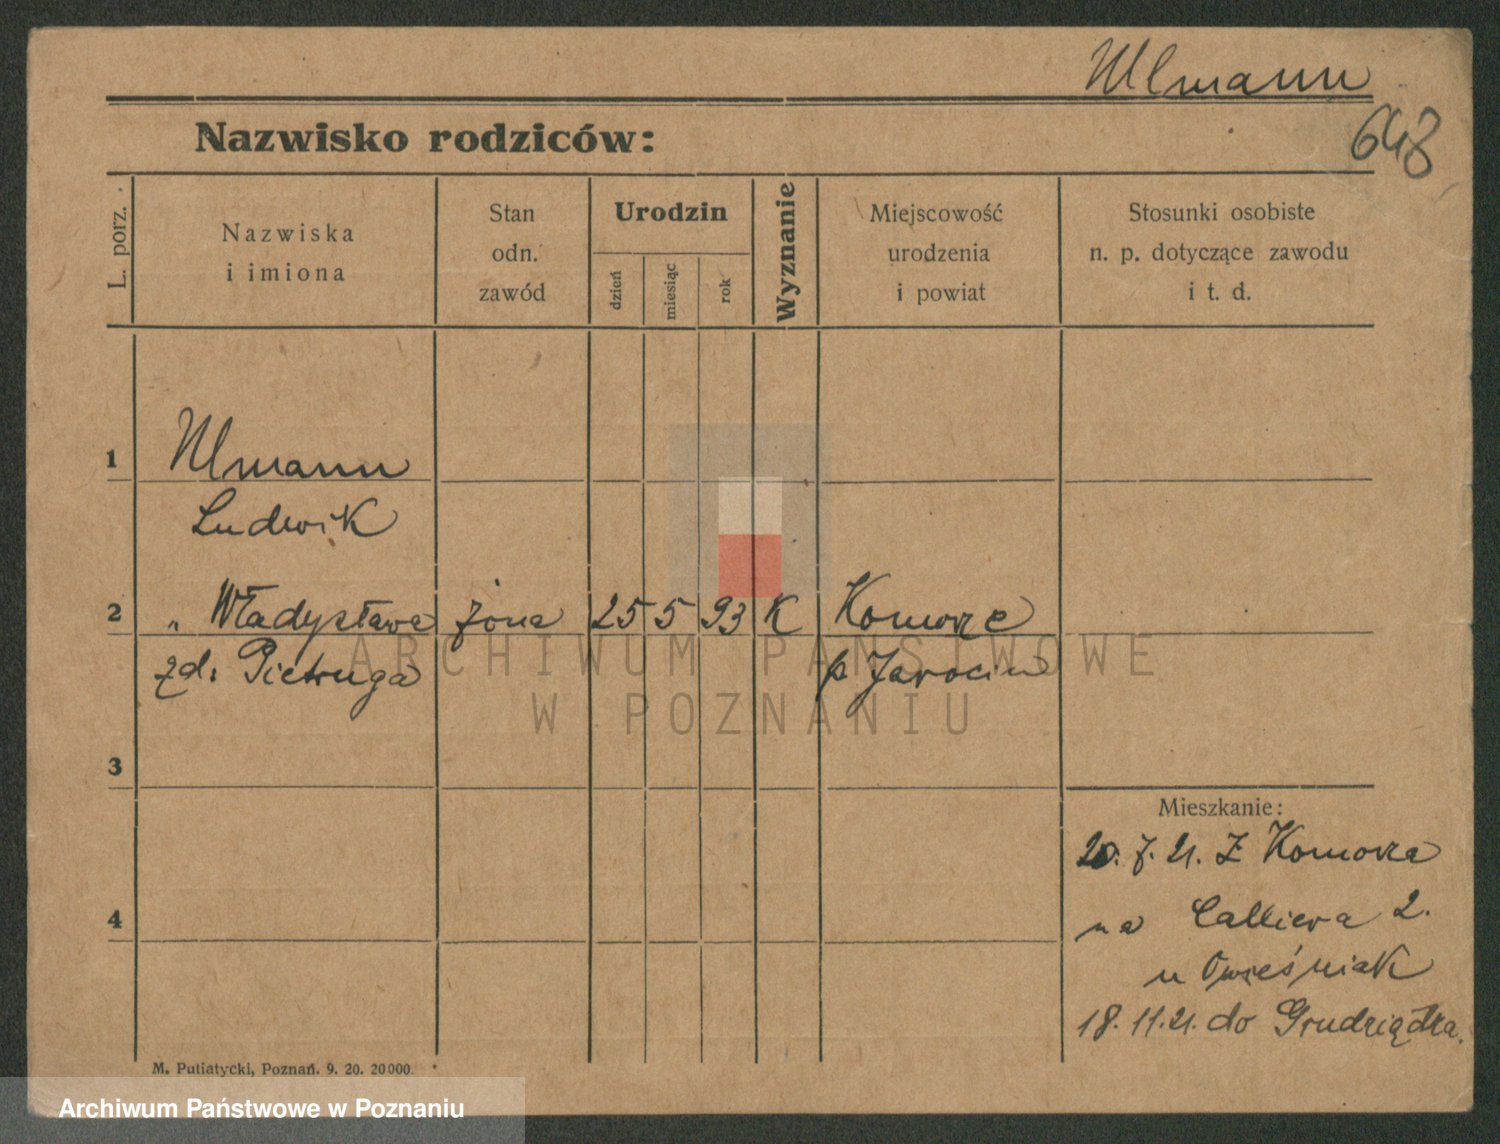 Ulmann
648
Nazwisko rodziców:
L. porz.
Nazwiska
i imiona
Stan
odn.
zawód
Urodzin
dzień
miesiąc
rok
Wyznanie
Miejscowość
urodzenia
i powiat
Stosunki osobiste
n. p. dotyczące zawodu
i t. d.
1
Ulmann
Ludwik
2 „ Władysława żona 25 5 93 K Komorze
zd. Pietruga p Jarocin
ARCHIWUM PAŃSTWOWE
W POZNANIU
3
Mieszkanie:
20. 7. 21. z Komorza
4
na Calliera 2.
u Owieśniak
18. 11. 21. do Grudziądza.
M. Putiatycki, Poznań. 9. 20. 20000.
Archiwum Państwowe w Poznaniu